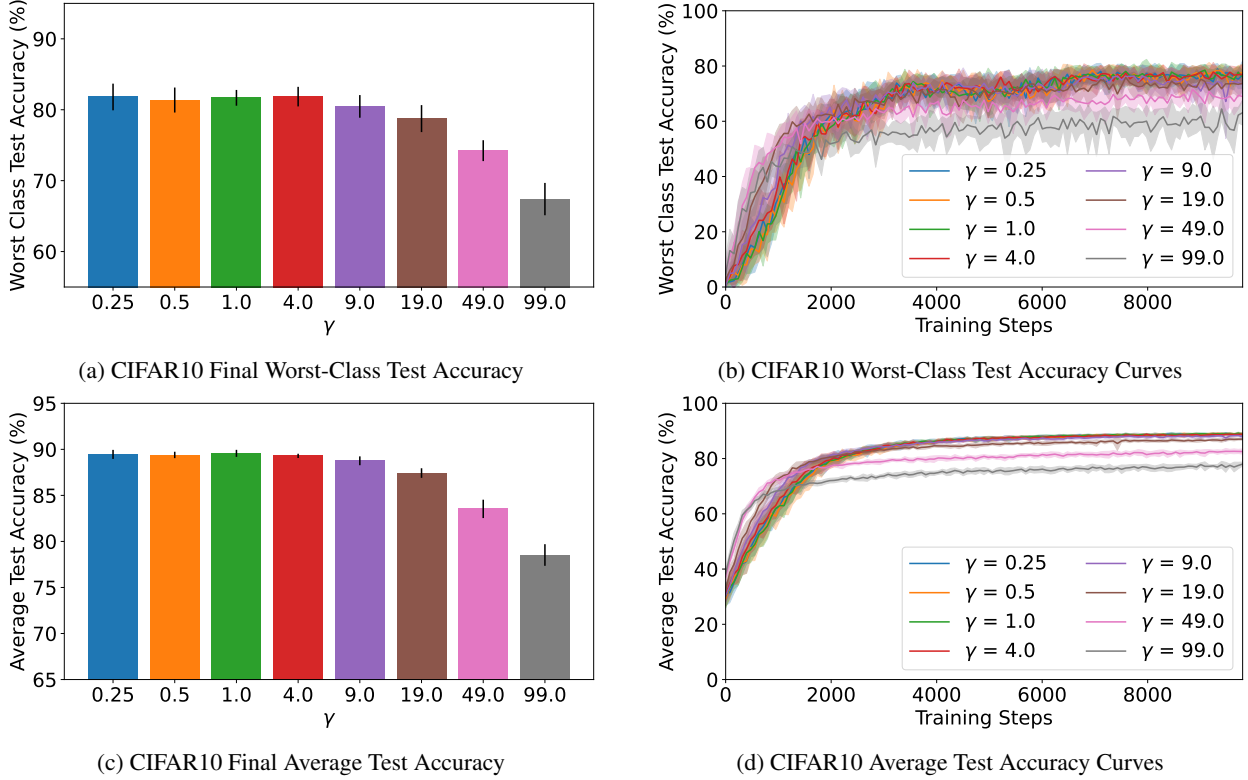 Worst Class Test Accuracy (%)
90
80
70
60
0.25 0.5 1.0 4.0 9.0 19.0 49.0 99.0
γ
(a) CIFAR10 Final Worst-Class Test Accuracy
Worst Class Test Accuracy (%)
100
80
60
40
20
0
γ = 0.25 γ = 9.0
γ = 0.5 γ = 19.0
γ = 1.0 γ = 49.0
γ = 4.0 γ = 99.0
0 2000 4000 6000 8000
Training Steps
(b) CIFAR10 Worst-Class Test Accuracy Curves
Average Test Accuracy (%)
95
90
85
80
75
70
65
0.25 0.5 1.0 4.0 9.0 19.0 49.0 99.0
γ
(c) CIFAR10 Final Average Test Accuracy
Average Test Accuracy (%)
100
80
60
40
20
0
γ = 0.25 γ = 9.0
γ = 0.5 γ = 19.0
γ = 1.0 γ = 49.0
γ = 4.0 γ = 99.0
0 2000 4000 6000 8000
Training Steps
(d) CIFAR10 Average Test Accuracy Curves